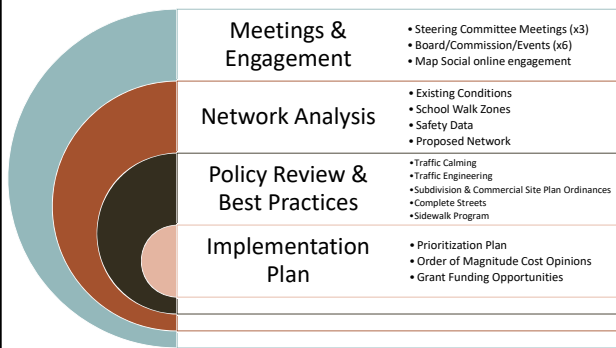 Meetings &
Engagement
• Steering Committee Meetings (x3)
• Board/Commission/Events (x6)
• Map Social online engagement
Network Analysis
• Existing Conditions
• School Walk Zones
• Safety Data
• Proposed Network
Policy Review &
Best Practices
• Traffic Calming
• Traffic Engineering
• Subdivision & Commercial Site Plan Ordinances
• Complete Streets
• Sidewalk Program
Implementation
Plan
• Prioritization Plan
• Order of Magnitude Cost Opinions
• Grant Funding Opportunities